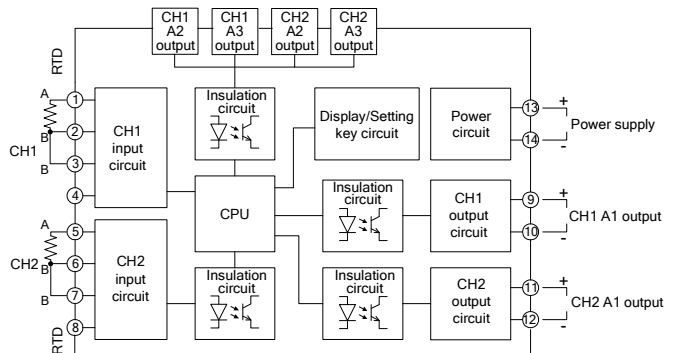 CH1
A2
output
CH1
A3
output
CH2
A2
output
CH2
A3
output
RTD
A
1
B
2
CH1
B
3
4
CH1
input
circuit
Insulation
circuit
Display/Setting
key circuit
Power
circuit
13
+
14
-
Power supply
CPU
Insulation
circuit
CH1
output
circuit
9
+
10
-
CH1 A1 output
A
5
CH2
B
6
B
7
8
RTD
CH2
input
circuit
Insulation
circuit
Insulation
circuit
CH2
output
circuit
11
+
12
-
CH2 A1 output